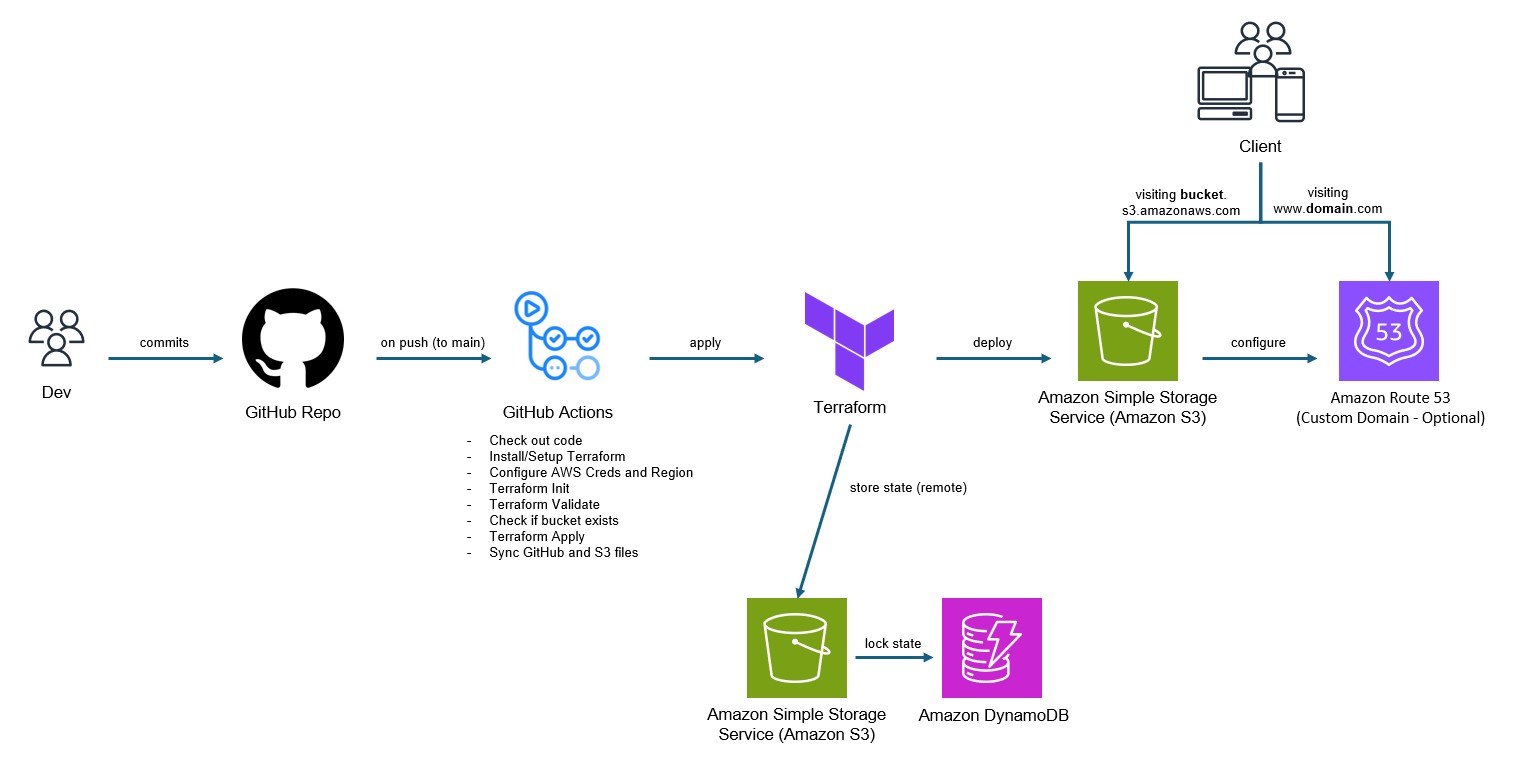 Client
visiting bucket.
s3.amazonaws.com
visiting
www.domain.com
Dev
commits
GitHub Repo
on push (to main)
GitHub Actions
- Check out code
- Install/Setup Terraform
- Configure AWS Creds and Region
- Terraform Init
- Terraform Validate
- Check if bucket exists
- Terraform Apply
- Sync GitHub and S3 files
apply
Terraform
deploy
Amazon Simple Storage
Service (Amazon S3)
configure
53
Amazon Route 53
(Custom Domain - Optional)
store state (remote)
Amazon Simple Storage
Service (Amazon S3)
lock state
Amazon DynamoDB